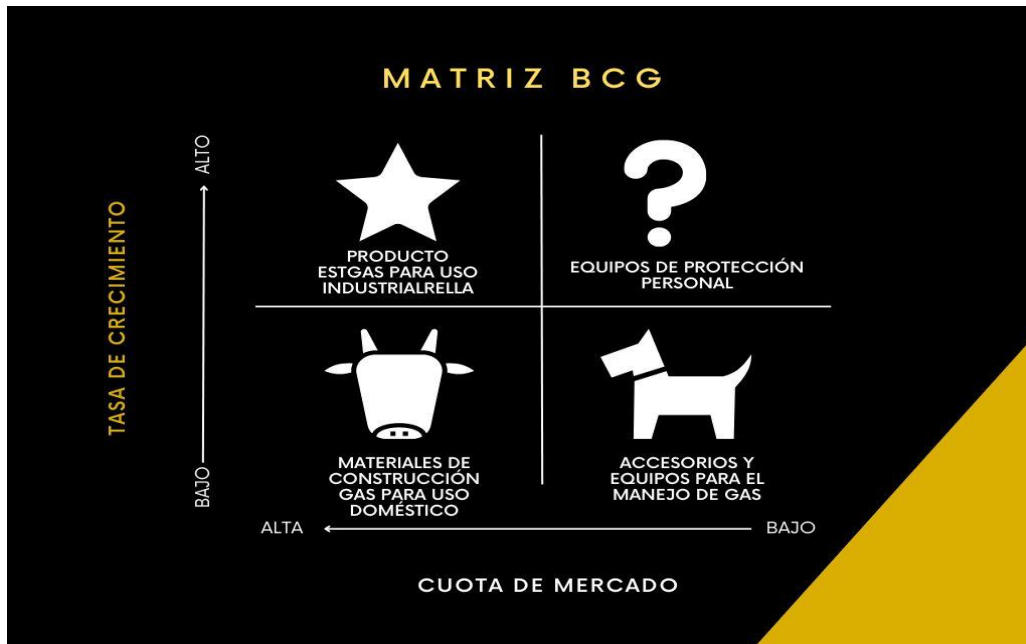 MATRIZ BCG
TASA DE CRECIMIENTO
ALTO
BAJO
PRODUCTO
ESTGAS PARA USO
INDUSTRIALRELLA
?
EQUIPOS DE PROTECCIÓN
PERSONAL
MATERIALES DE
CONSTRUCCIÓN
GAS PARA USO
DOMÉSTICO
ACCESORIOS Y
EQUIPOS PARA EL
MANEJO DE GAS
ALTA
BAJO
CUOTA DE MERCADO